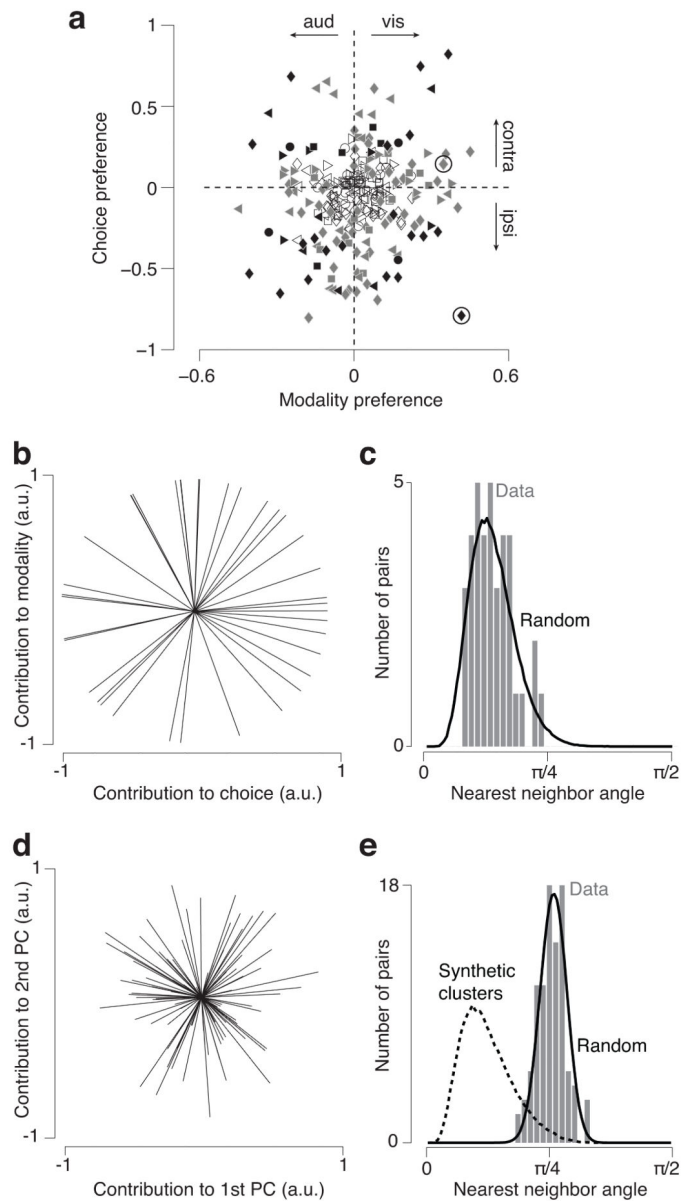 a
aud vis
1
0.5
0
−0.5
−1
Choice preference
contra
ipsi
−0.6 0 0.6
Modality preference
b
1
-1
Contribution to modality (a.u.)
-1 1
Contribution to choice (a.u.)
c
5
0
Number of pairs
Data
Random
0 π/4 π/2
Nearest neighbor angle
d
1
-1
Contribution to 2nd PC (a.u.)
-1 1
Contribution to 1st PC (a.u.)
e
18
0
Number of pairs
Data
Synthetic
clusters
Random
0 π/4 π/2
Nearest neighbor angle